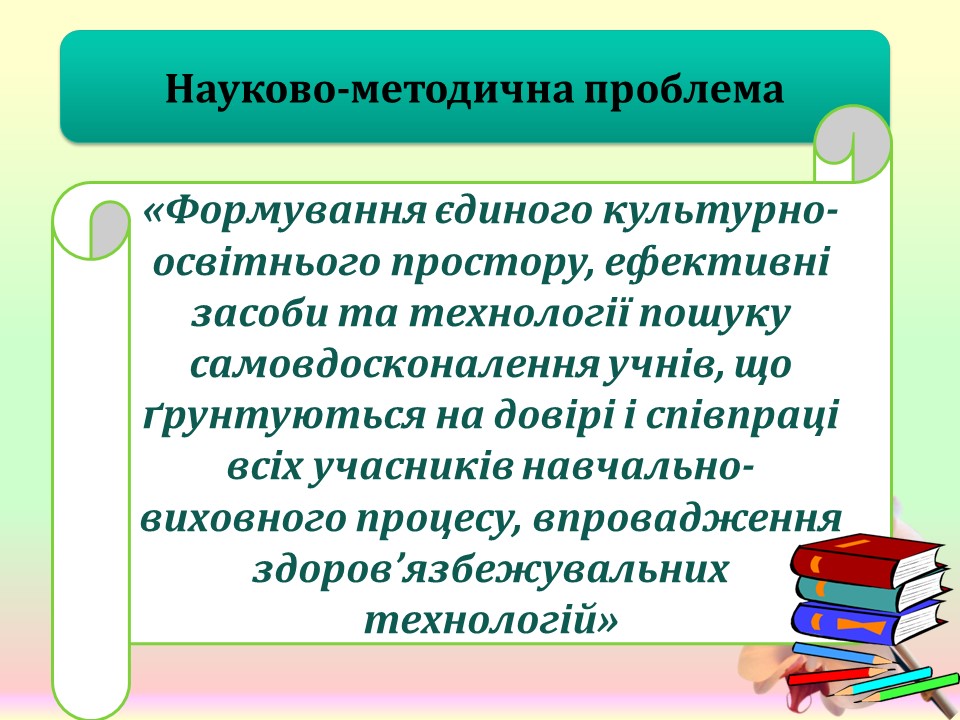 Науково-методична проблема
«Формування єдиного культурно-
освітнього простору, ефективні
засоби та технології пошуку
самовдосконалення учнів, що
ґрунтуються на довірі і співпраці
всіх учасників навчально-
виховного процесу, впровадження
здоров’язбежувальних
технологій»